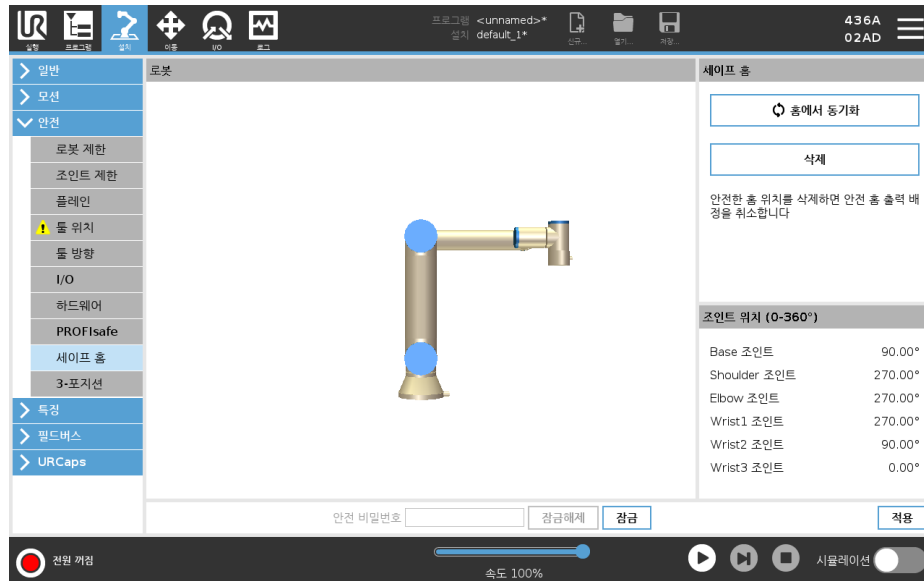 UR
실행
프로그램
설치
이동
I/O
로그
프로그램 <unnamed>*
설치 default_1*
신규...
열기...
저장...
436A
02AD
일반
모션
안전
로봇 제한
조인트 제한
플레인
툴 위치
툴 방향
I/O
하드웨어
PROFIsafe
세이프 홈
3-포지션
특징
필드버스
URCaps
로봇
세이프 홈
홈에서 동기화
삭제
안전한 홈 위치를 삭제하면 안전 홈 출력 배
정을 취소합니다
조인트 위치 (0-360°)
Base 조인트 90.00°
Shoulder 조인트 270.00°
Elbow 조인트 270.00°
Wrist1 조인트 270.00°
Wrist2 조인트 90.00°
Wrist3 조인트 0.00°
안전 비밀번호
잠금해제
잠금
적용
전원 꺼짐
속도 100%
시뮬레이션